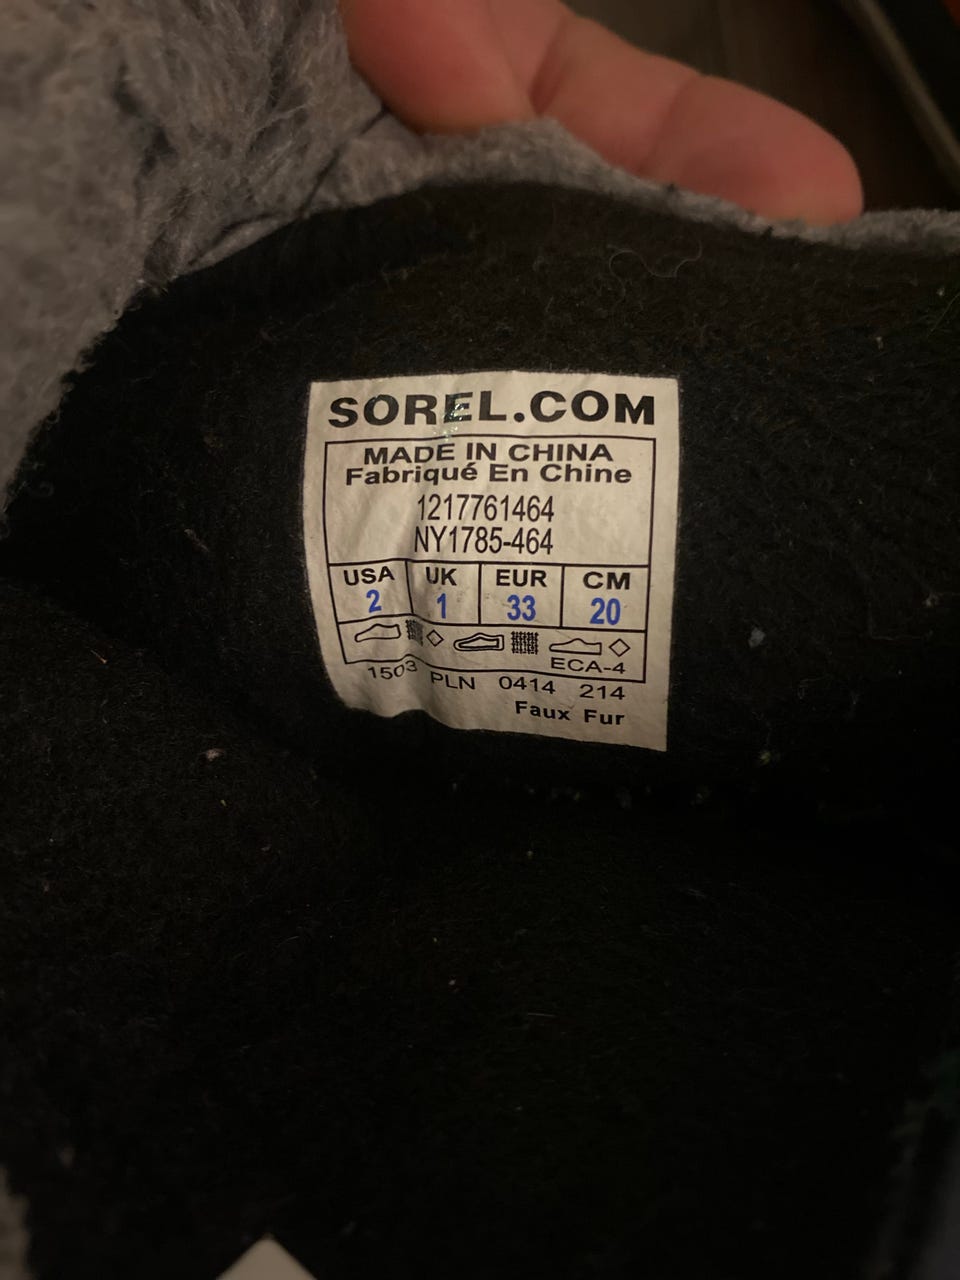 SOREL.COM
MADE IN CHINA
Fabriqué En Chine
1217761464
NY1785-464
USA UK EUR CM
2 1 33 20
ECA-4
1503 PLN 0414 214
Faux Fur